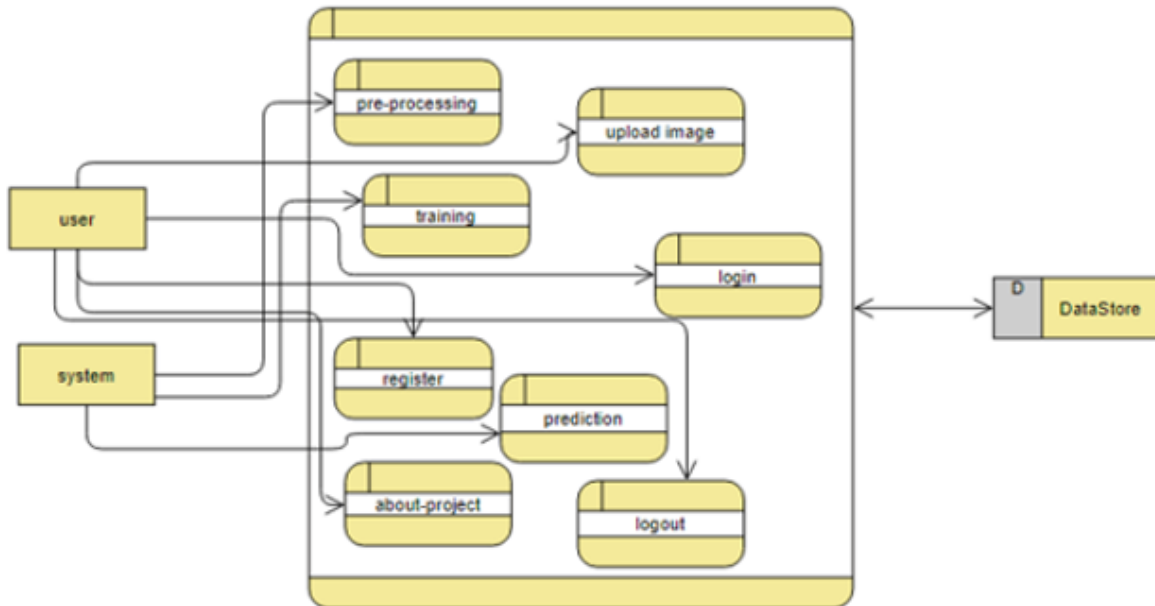 pre-processing
upload image
user
training
login
D
DataStore
system
register
prediction
about-project
logout